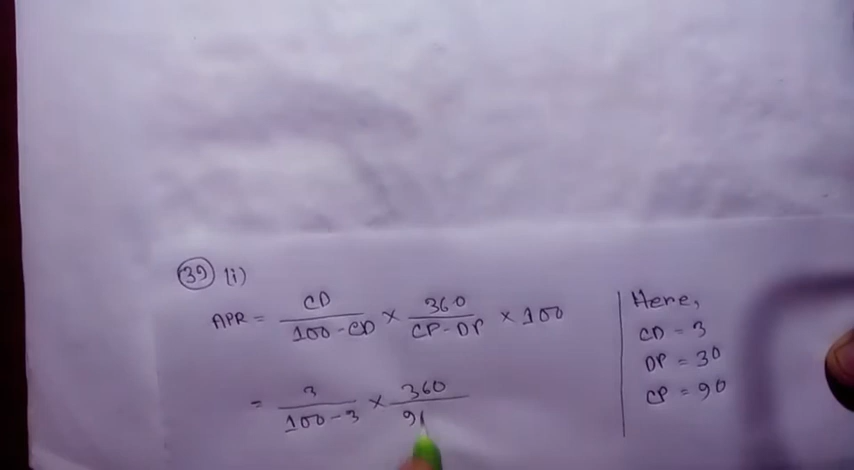 39 (i)
APR = CD / 100 - CD × 360 / CP - DP × 100
= 3 / 100 - 3 × 360 / 9
Here,
CD = 3
DP = 30
CP = 90